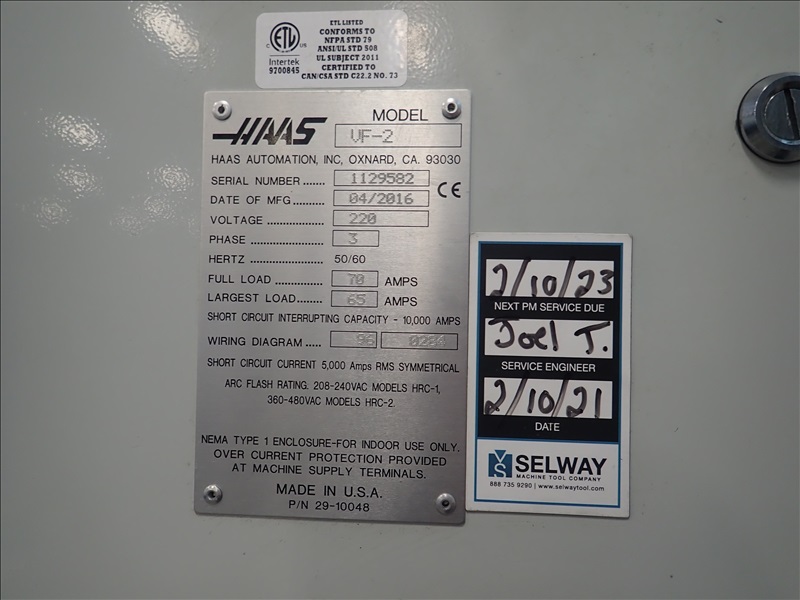 ETL LISTED
CONFORMS TO
NFPA STD 79
ANSI/UL STD 508
UL SUBJECT 2011
CERTIFIED TO
CAN/CSA STD C22.2 NO. 73
C ETL US
Intertek
9700845
MODEL
HAAS VF-2
HAAS AUTOMATION, INC, OXNARD, CA. 93030
SERIAL NUMBER ....... 1129582 CE
DATE OF MFG.......... 04/2016
VOLTAGE .................. 220
PHASE ....................... 3
HERTZ ....................... 50/60
FULL LOAD ............... 70 AMPS
LARGEST LOAD........ 65 AMPS
SHORT CIRCUIT INTERRUPTING CAPACITY - 10,000 AMPS
WIRING DIAGRAM ..... 96 0284
SHORT CIRCUIT CURRENT 5,000 Amps RMS SYMMETRICAL
ARC FLASH RATING: 208-240VAC MODELS HRC-1,
360-480VAC MODELS HRC-2.
NEMA TYPE 1 ENCLOSURE-FOR INDOOR USE ONLY.
OVER CURRENT PROTECTION PROVIDED
AT MACHINE SUPPLY TERMINALS.
MADE IN U.S.A.
P/N 29-10048
2/10/23
NEXT PM SERVICE DUE
Joel T.
SERVICE ENGINEER
2/10/21
DATE
SELWAY
MACHINE TOOL COMPANY
888 735 9290 | www.selwaytool.com